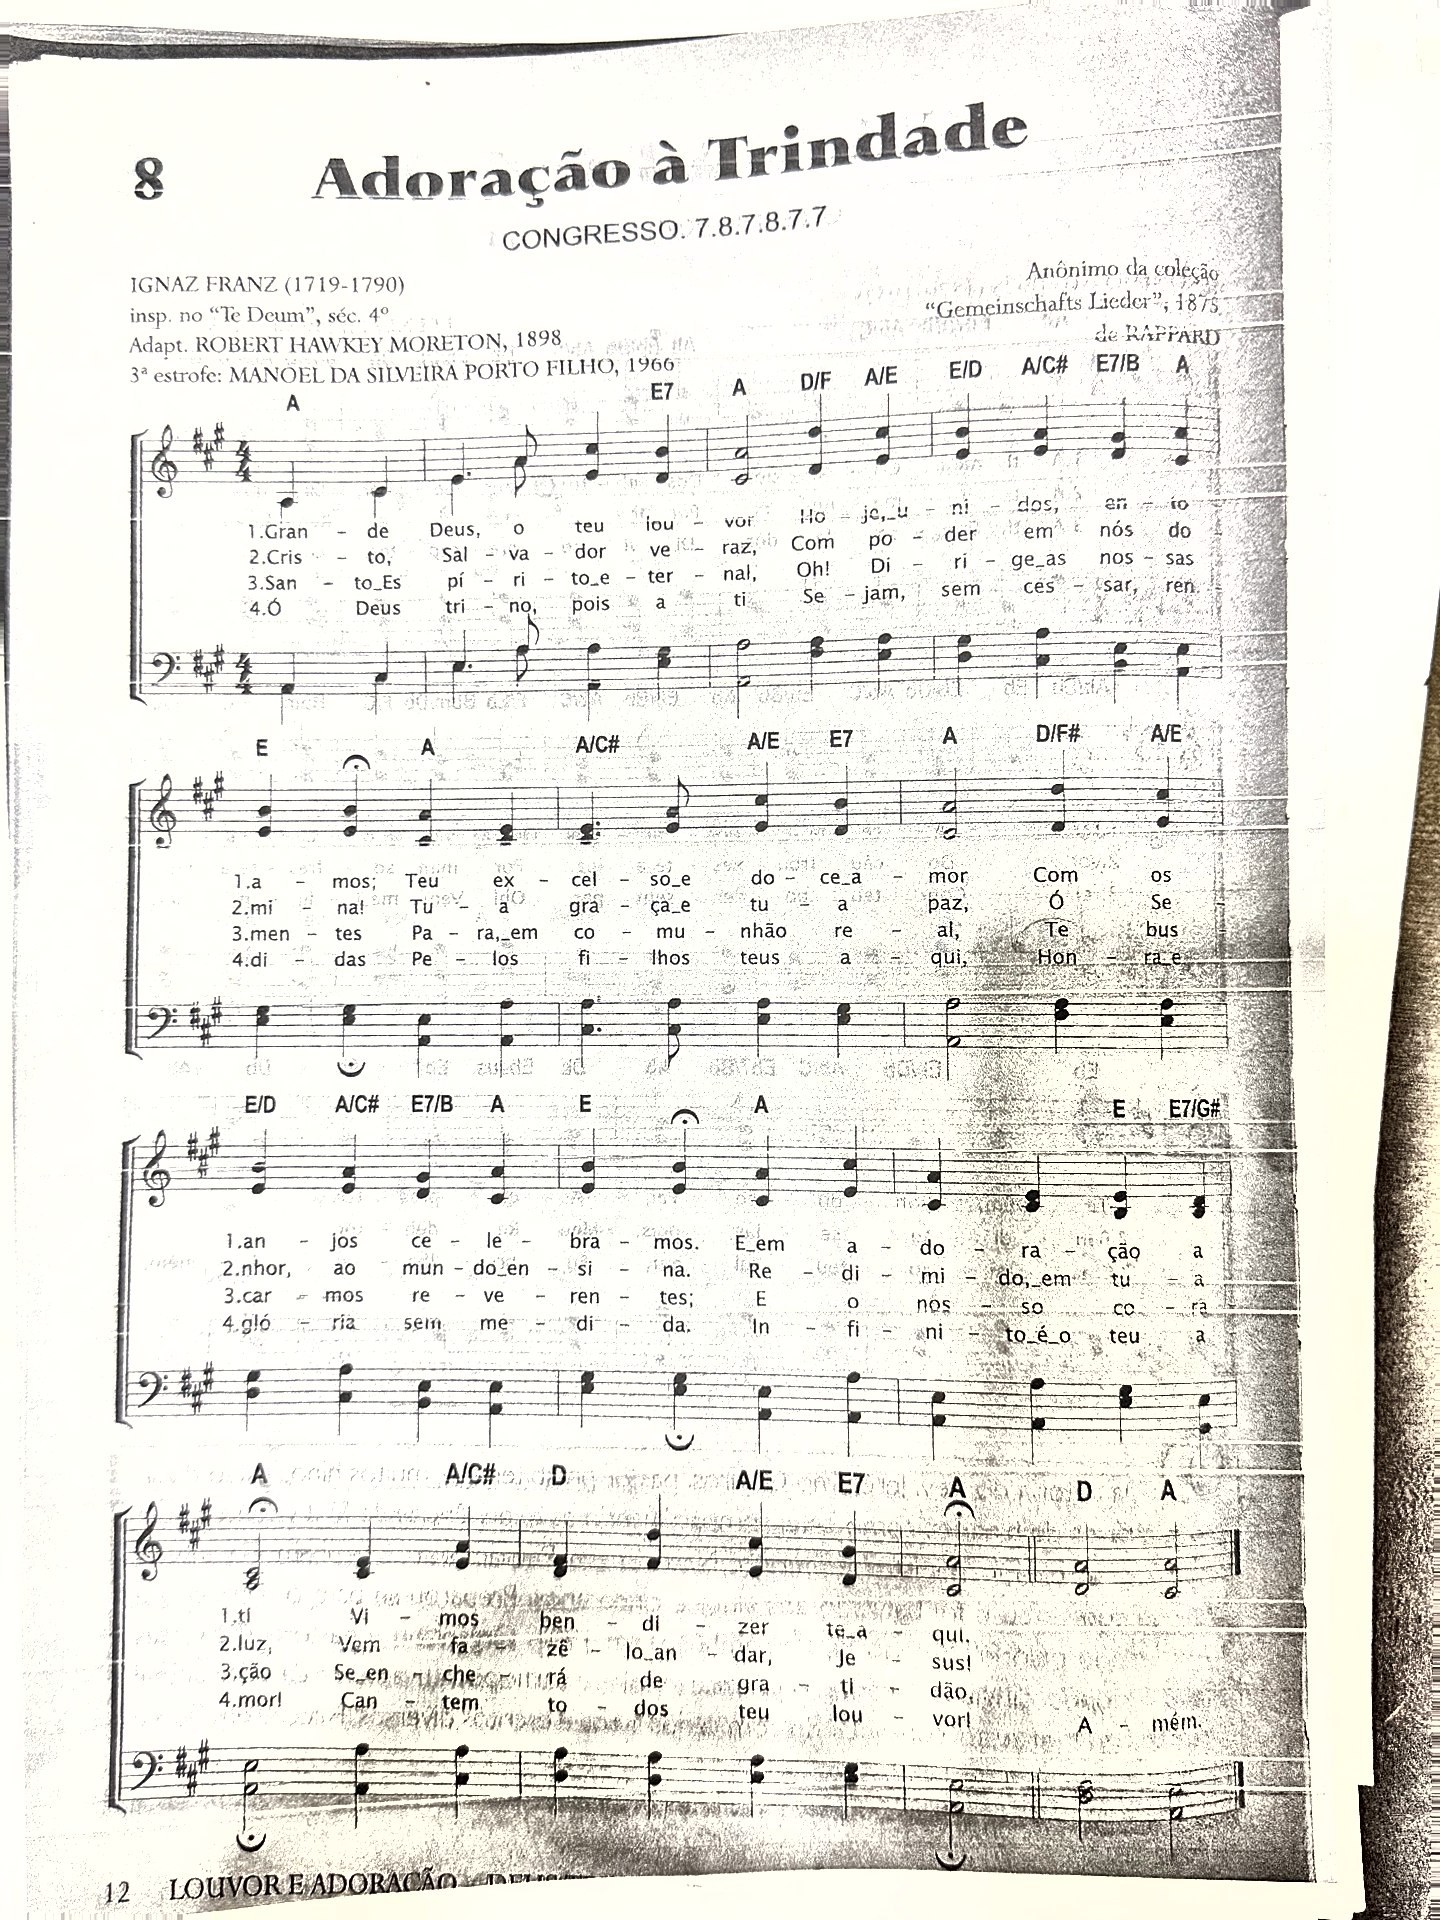 8
Adoração à Trindade
CONGRESSO. 7.8.7.8.7.7
IGNAZ FRANZ (1719-1790)
insp. no “Te Deum”, séc. 4º
Adapt. ROBERT HAWKEY MORETON, 1898
3ª estrofe: MANOEL DA SILVEIRA PORTO FILHO, 1966
Anônimo da coleção
“Gemeinschafts Lieder”, 1875
de RAPPARD
A E7 A D/F A/E E/D A/C# E7/B A
1.Gran - de Deus, o teu lou - vor Ho - je,_u - ni - dos, en - to
2.Cris - to, Sal - va - dor ve - raz, Com po - der em nós do
3.San - to_Es pí - ri - to_e - ter - nal, Oh! Di - ri - ge_as nos - sas
4.Ó Deus tri - no, pois a ti Se - jam, sem ces - sar, ren
E A A/C# A/E E7 A D/F# A/E
1.a - mos; Teu ex - cel - so_e do - ce_a - mor Com os
2.mi - na! Tu - a gra - ça_e tu - a paz, Ó Se
3.men - tes Pa - ra,_em co - mu - nhão re - al, Te bus
4.di - das Pe - los fi - lhos teus a - qui, Hon - ra_e
E/D A/C# E7/B A E A E E7/G#
1.an - jos ce - le - bra - mos. E_em a - do - ra - ção a
2.nhor, ao mun - do_en - si - na. Re - di - mi - do,_em tu - a
3.car - mos re - ve - ren - tes; E o nos - so co - ra
4.gló - ria sem me - di - da. In - fi - ni - to_é_o teu a
A A/C# D A/E E7 A D A
1.ti Vi - mos ben - di - zer te_a - qui.
2.luz, Vem fa - zê - lo_an - dar, Je - sus!
3.ção Se_en - che - rá de gra - ti - dão,
4.mor! Can - tem to - dos teu lou - vor! A - mém.
12 LOUVOR E ADORAÇÃO